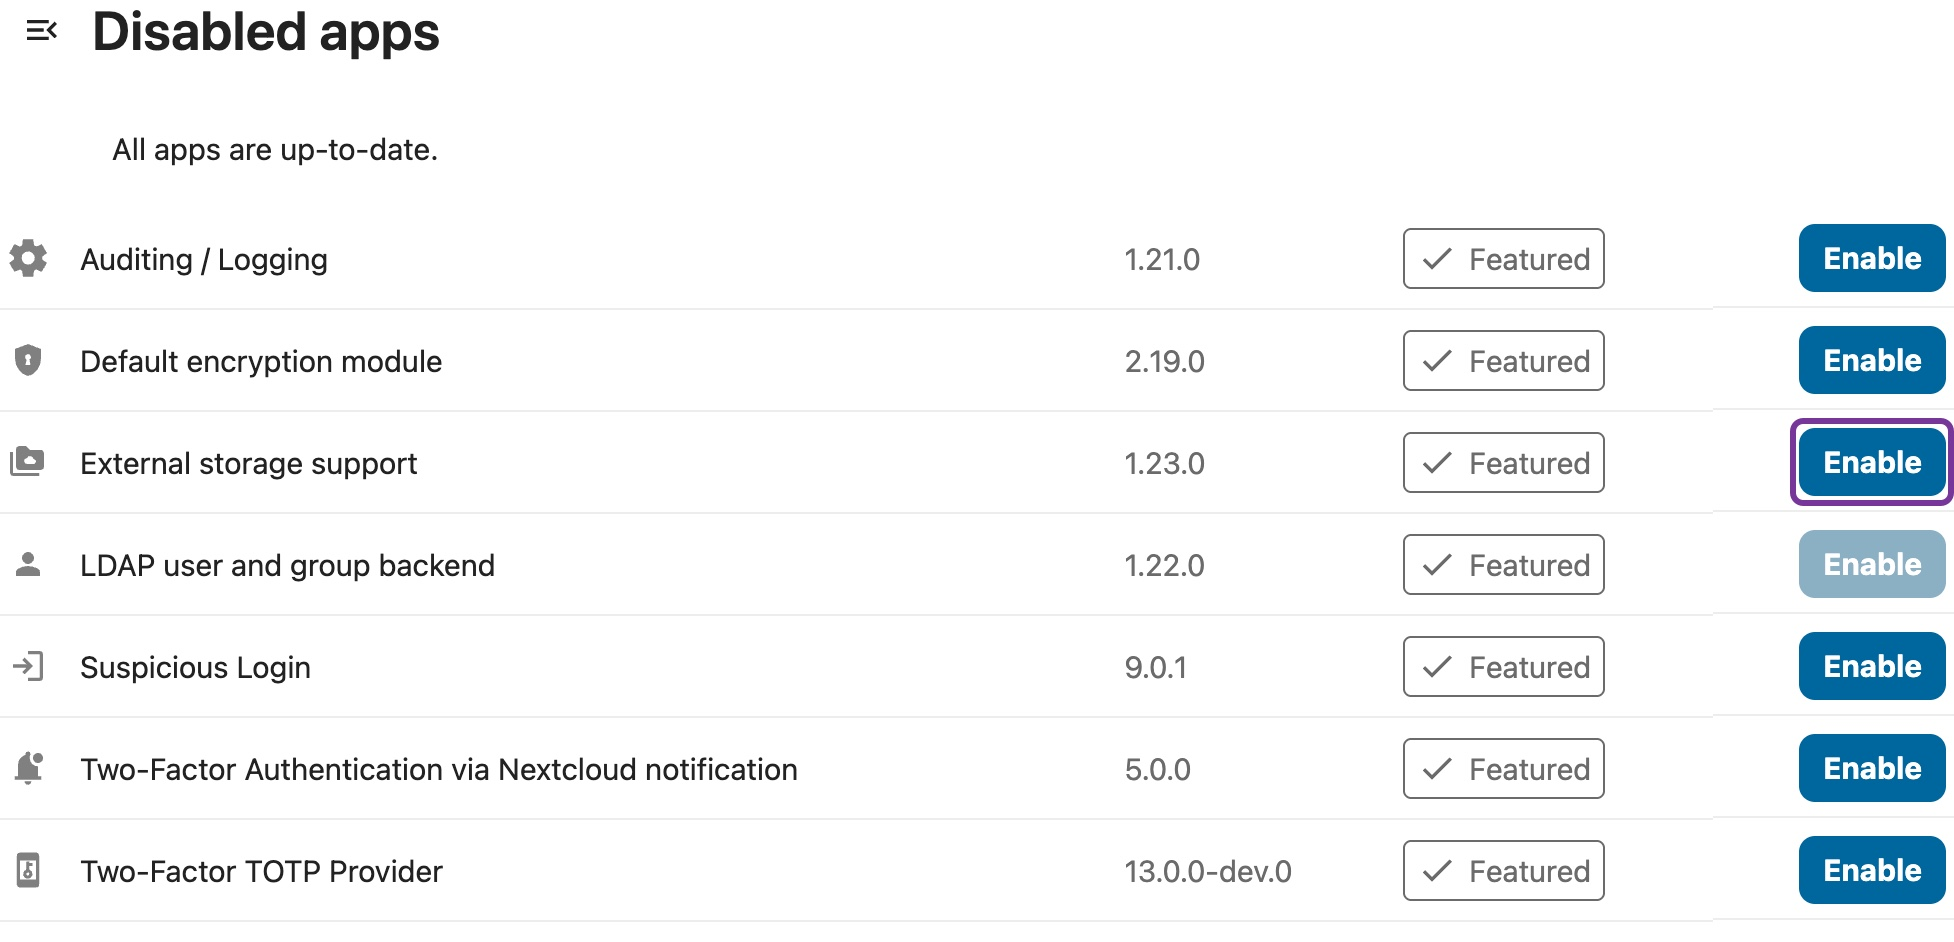 Disabled apps
All apps are up-to-date.
Auditing / Logging 1.21.0 Featured Enable
Default encryption module 2.19.0 Featured Enable
External storage support 1.23.0 Featured Enable
LDAP user and group backend 1.22.0 Featured Enable
Suspicious Login 9.0.1 Featured Enable
Two-Factor Authentication via Nextcloud notification 5.0.0 Featured Enable
Two-Factor TOTP Provider 13.0.0-dev.0 Featured Enable